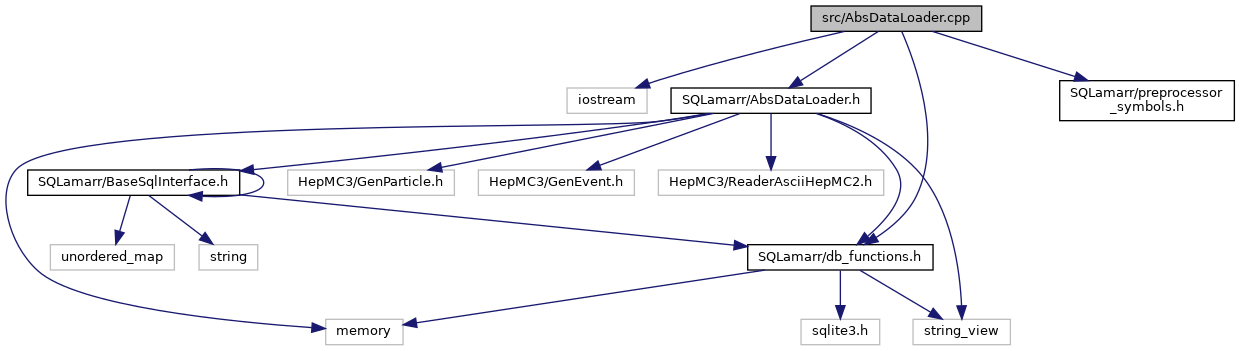 src/AbsDataLoader.cpp
iostream
SQLamarr/AbsDataLoader.h
SQLamarr/preprocessor
_symbols.h
SQLamarr/BaseSqlInterface.h
HepMC3/GenParticle.h
HepMC3/GenEvent.h
HepMC3/ReaderAsciiHepMC2.h
unordered_map
string
SQLamarr/db_functions.h
memory
sqlite3.h
string_view